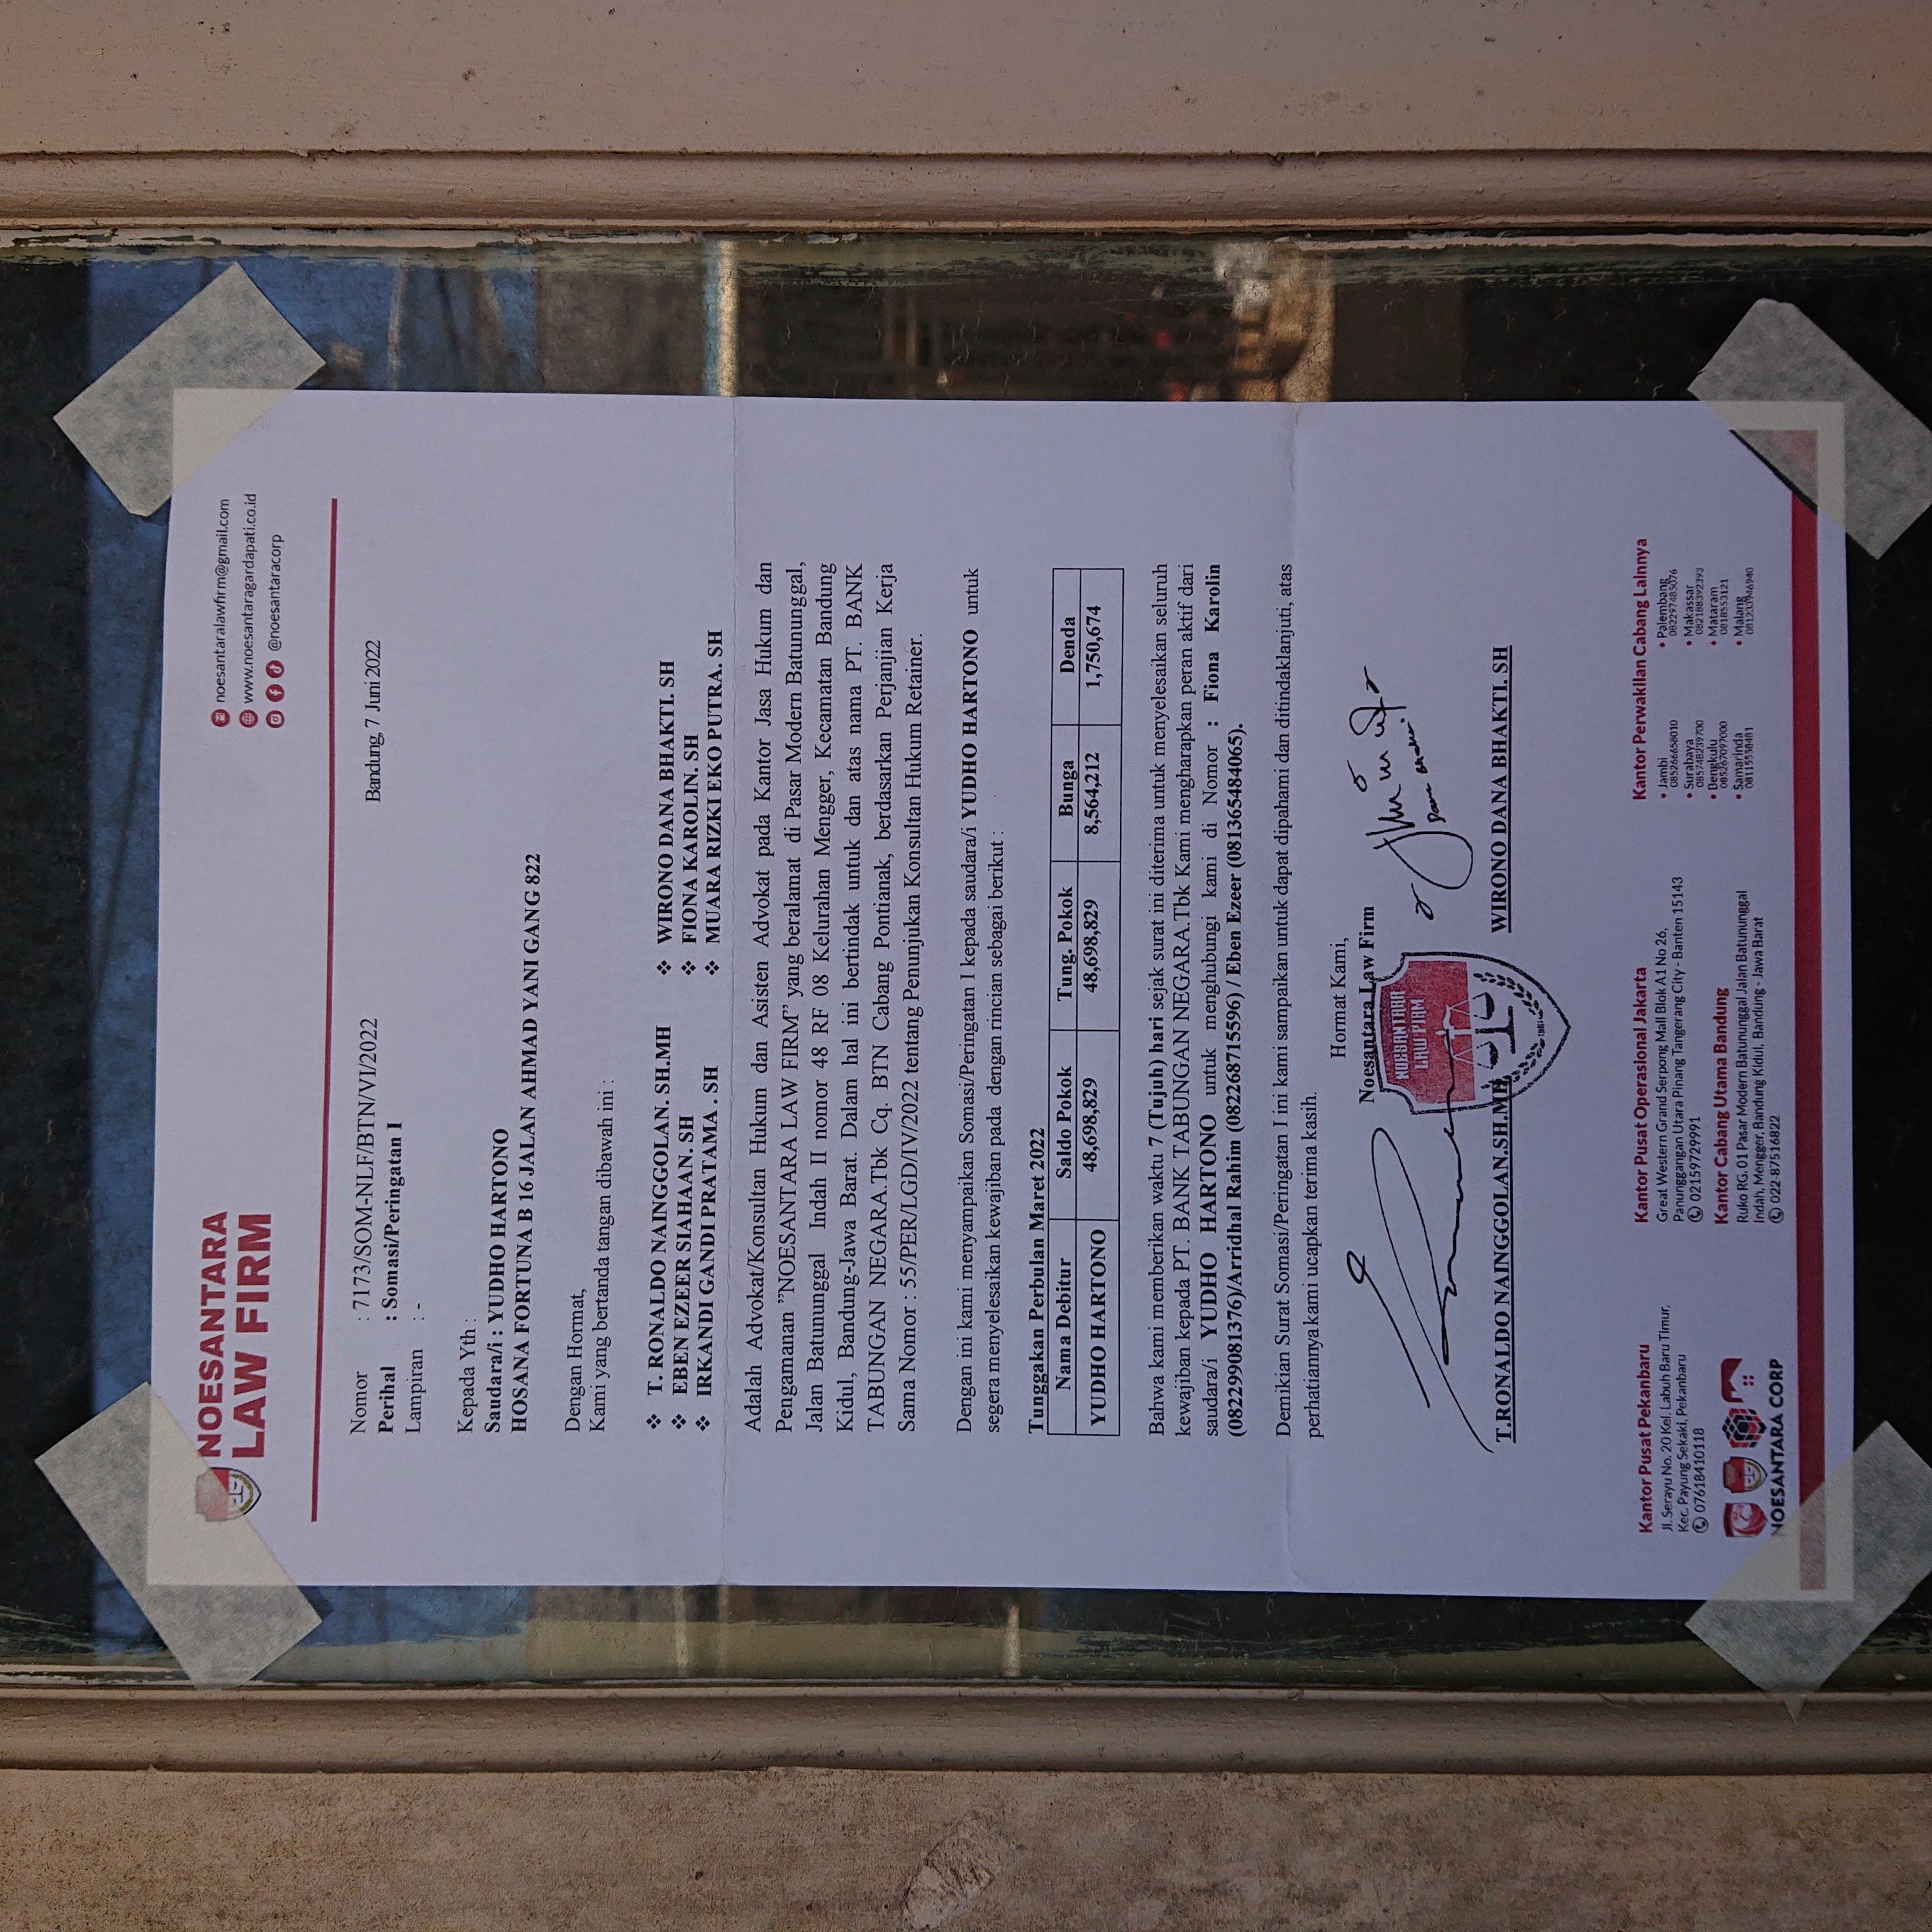 NOESANTARA
LAW FIRM
noesantaralawfirm@gmail.com
www.noesantaragardapati.co.id
@noesantaracorp
Nomor : 7173/SOM-NLF/BTN/VI/2022
Bandung 7 Juni 2022
Perihal : Somasi/Peringatan I
Lampiran : -
Kepada Yth :
Saudara/i : YUDHO HARTONO
HOSANA FORTUNA B 16 JALAN AHMAD YANI GANG 822
Dengan Hormat,
Kami yang bertanda tangan dibawah ini :
❖ T. RONALDO NAINGGOLAN. SH.MH
❖ EBEN EZEER SIAHAAN. SH
❖ IRKANDI GANDI PRATAMA . SH
❖ WIRONO DANA BHAKTI. SH
❖ FIONA KAROLIN. SH
❖ MUARA RIZKI EKO PUTRA. SH
Adalah Advokat/Konsultan Hukum dan Asisten Advokat pada Kantor Jasa Hukum dan
Pengamanan ”NOESANTARA LAW FIRM” yang beralamat di Pasar Modern Batununggal,
Jalan Batununggal Indah II nomor 48 RF 08 Kelurahan Mengger, Kecamatan Bandung
Kidul, Bandung-Jawa Barat. Dalam hal ini bertindak untuk dan atas nama PT. BANK
TABUNGAN NEGARA.Tbk Cq. BTN Cabang Pontianak, berdasarkan Perjanjian Kerja
Sama Nomor : 55/PER/LGD/IV/2022 tentang Penunjukan Konsultan Hukum Retainer.
Dengan ini kami menyampaikan Somasi/Peringatan I kepada saudara/i YUDHO HARTONO untuk
segera menyelesaikan kewajiban pada dengan rincian sebagai berikut :
Tunggakan Perbulan Maret 2022
Nama Debitur Saldo Pokok Tung. Pokok Bunga Denda
YUDHO HARTONO 48,698,829 48,698,829 8,564,212 1,750,674
Bahwa kami memberikan waktu 7 (Tujuh) hari sejak surat ini diterima untuk menyelesaikan seluruh
kewajiban kepada PT. BANK TABUNGAN NEGARA.Tbk Kami mengharapkan peran aktif dari
saudara/i YUDHO HARTONO untuk menghubungi kami di Nomor : Fiona Karolin
(082299081376)/Arridhal Rahim (082268715596) / Eben Ezeer (081365484065).
Demikian Surat Somasi/Peringatan I ini kami sampaikan untuk dapat dipahami dan ditindaklanjuti, atas
perhatiannya kami ucapkan terima kasih.
Hormat Kami,
Noesantara Law Firm
NOESANTARA
LAW FIRM
T.RONALDO NAINGGOLAN.SH.MH
WIRONO DANA BHAKTI. SH
Kantor Pusat Pekanbaru
Jl. Serayu No. 20 Kel. Labuh Baru Timur,
Kec. Payung Sekaki, Pekanbaru
07618410118
NOESANTARA CORP
Kantor Pusat Operasional Jakarta
Great Western Grand Serpong Mall Blok A1 No 26,
Panunggangan Utara Pinang Tangerang City - Banten 15143
02159729991
Kantor Cabang Utama Bandung
Ruko RG. 01 Pasar Modern Batununggal Jalan Batununggal
Indah, Mengger, Bandung Kidul, Bandung - Jawa Barat
022-87516822
Kantor Perwakilan Cabang Lainnya
• Jambi
085266658010
• Surabaya
085748239700
• Bengkulu
085267097000
• Samarinda
08115538481
• Palembang
082297485076
• Makassar
082188392393
• Mataram
0818553121
• Malang